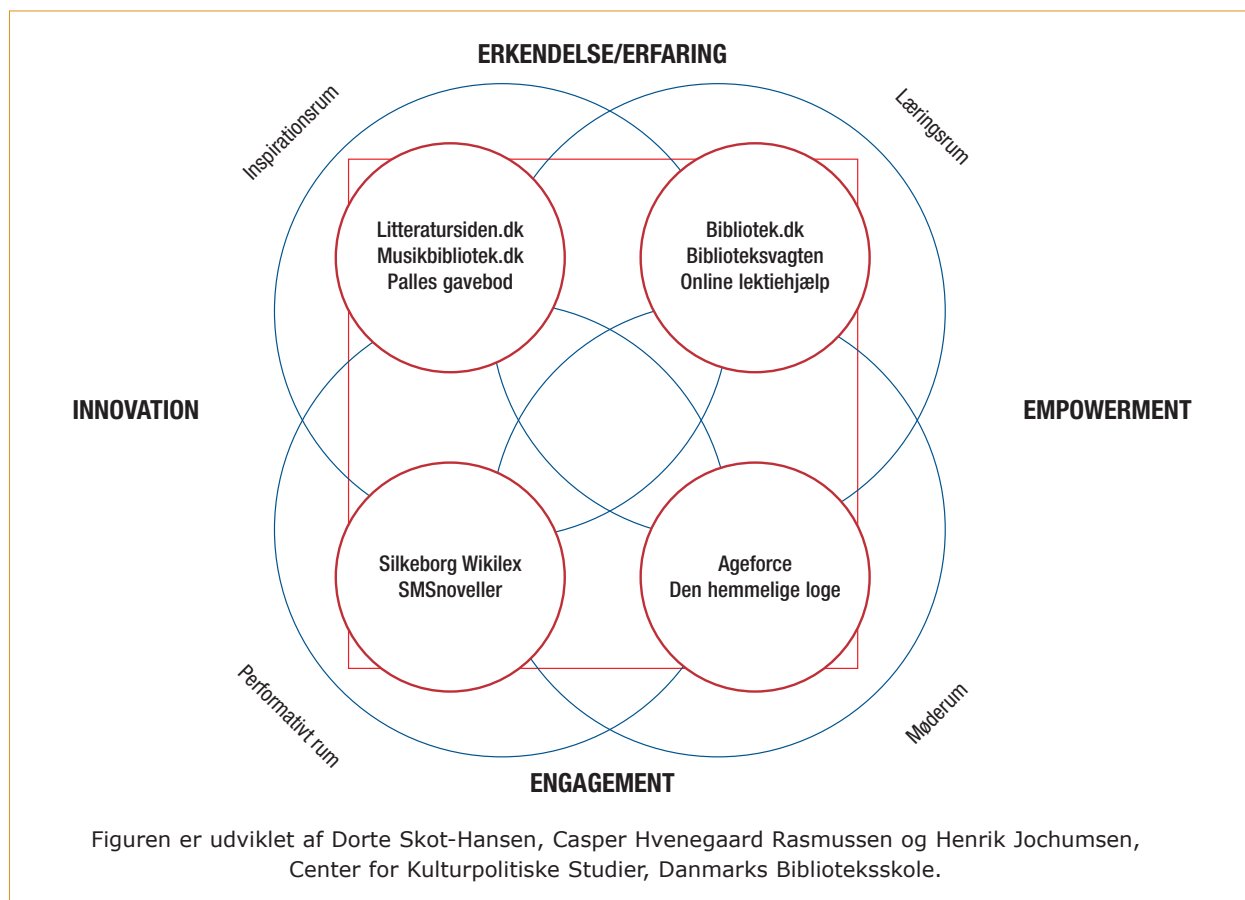 ERKENDELSE/ERFARING
Inspirationsrum
Læringsrum
Litteratursiden.dk
Musikbibliotek.dk
Palles gavebod
Bibliotek.dk
Biblioteksvagten
Online lektiehjælp
INNOVATION
EMPOWERMENT
Silkeborg Wikilex
SMSnoveller
Ageforce
Den hemmelige loge
Performativt rum
Møderum
ENGAGEMENT
Figuren er udviklet af Dorte Skot-Hansen, Casper Hvenegaard Rasmussen og Henrik Jochumsen,
Center for Kulturpolitiske Studier, Danmarks Biblioteksskole.